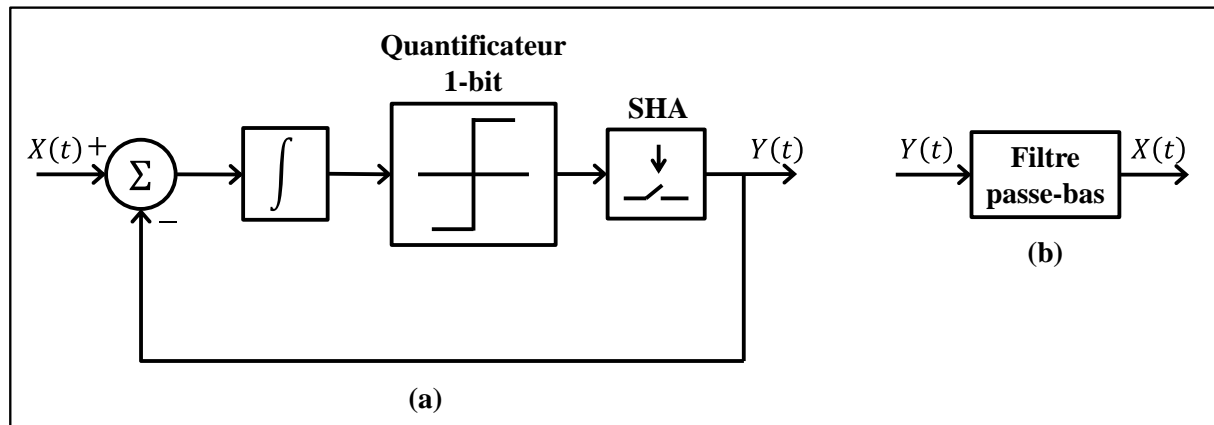 Quantificateur
1-bit
SHA
X(t) +
Σ
∫
Y(t)
−
(a)
Y(t)
Filtre
passe-bas
X(t)
(b)